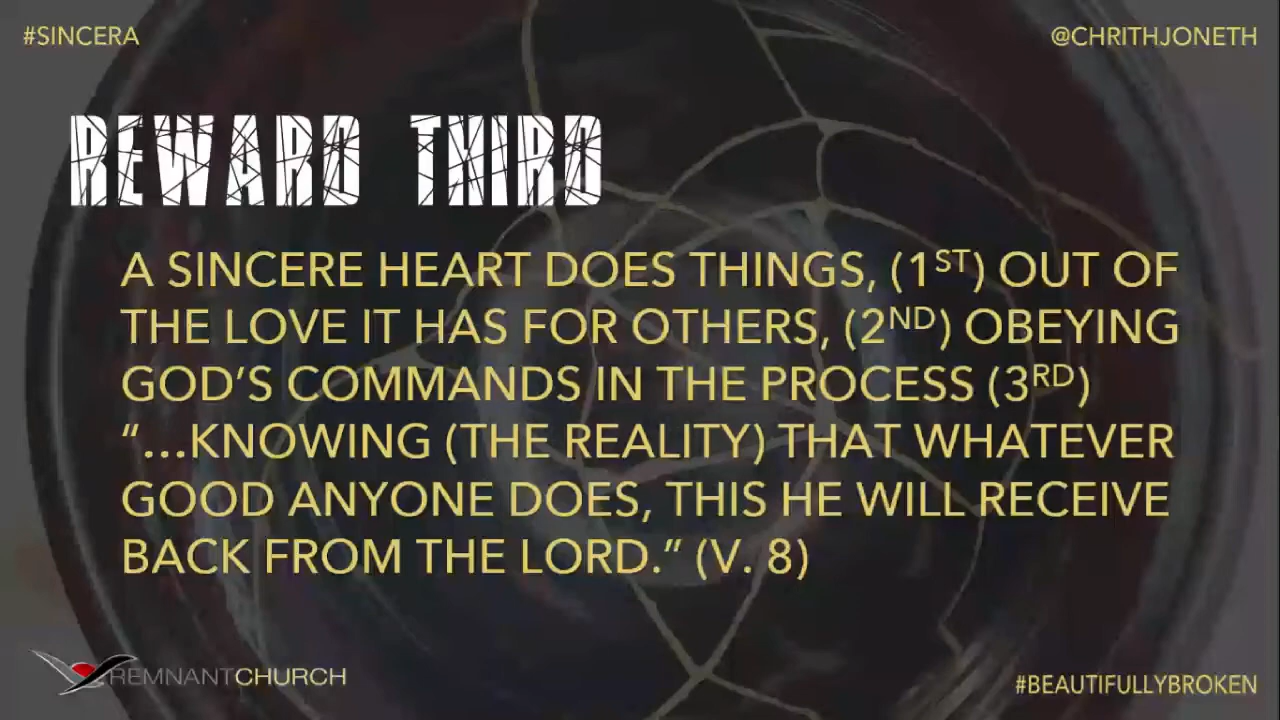 #SINCERA
@CHRITHJONETH
REWARD THIRD
A SINCERE HEART DOES THINGS, (1ST) OUT OF
THE LOVE IT HAS FOR OTHERS, (2ND) OBEYING
GOD’S COMMANDS IN THE PROCESS (3RD)
“…KNOWING (THE REALITY) THAT WHATEVER
GOOD ANYONE DOES, THIS HE WILL RECEIVE
BACK FROM THE LORD.” (V. 8)
REMNANTCHURCH
#BEAUTIFULLYBROKEN